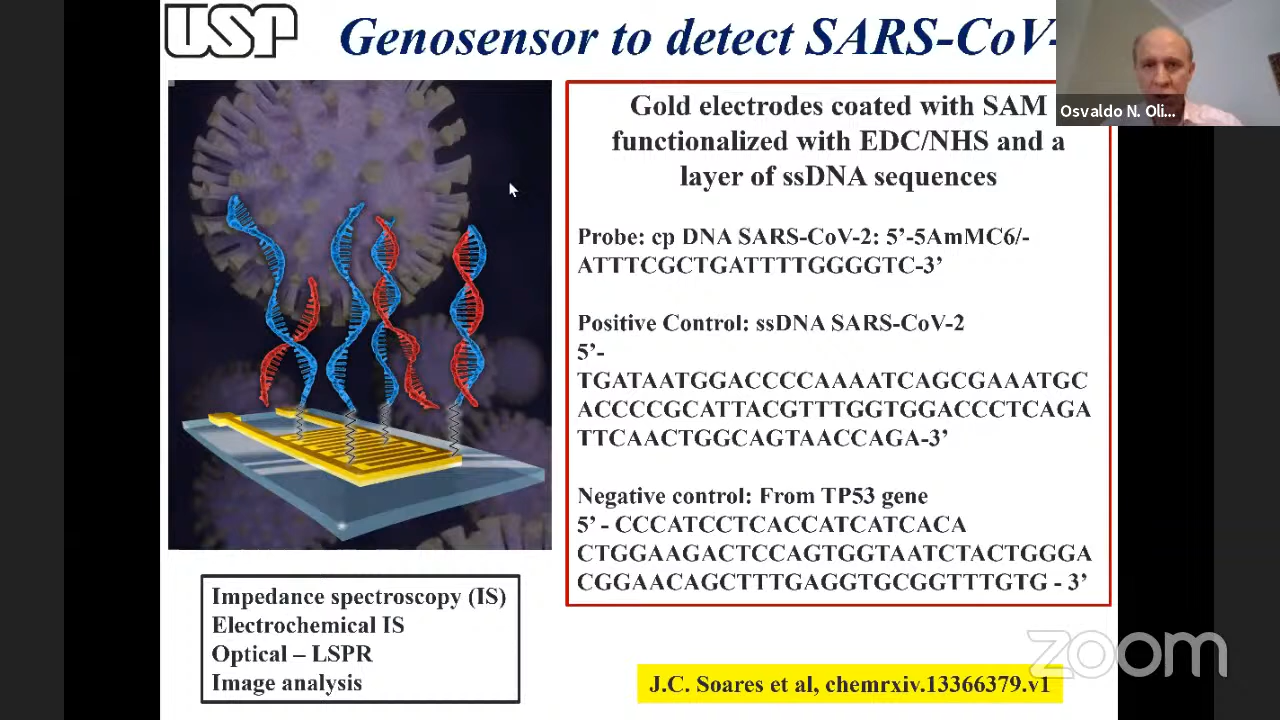 USP
Genosensor to detect SARS-CoV-
Osvaldo N. Oli...
Gold electrodes coated with SAM
functionalized with EDC/NHS and a
layer of ssDNA sequences
Probe: cp DNA SARS-CoV-2: 5’-5AmMC6/-
ATTTCGCTGATTTTGGGGTC-3’
Positive Control: ssDNA SARS-CoV-2
5’-
TGATAATGGACCCCAAAATCAGCGAAATGC
ACCCCGCATTACGTTTGGTGGACCCTCAGA
TTCAACTGGCAGTAACCAGA-3’
Negative control: From TP53 gene
5’ - CCCATCCTCACCATCATCACA
CTGGAAGACTCCAGTGGTAATCTACTGGGA
CGGAACAGCTTTGAGGTGCGGTTTGTG - 3’
Impedance spectroscopy (IS)
Electrochemical IS
Optical – LSPR
Image analysis
J.C. Soares et al, chemrxiv.13366379.v1
zoom